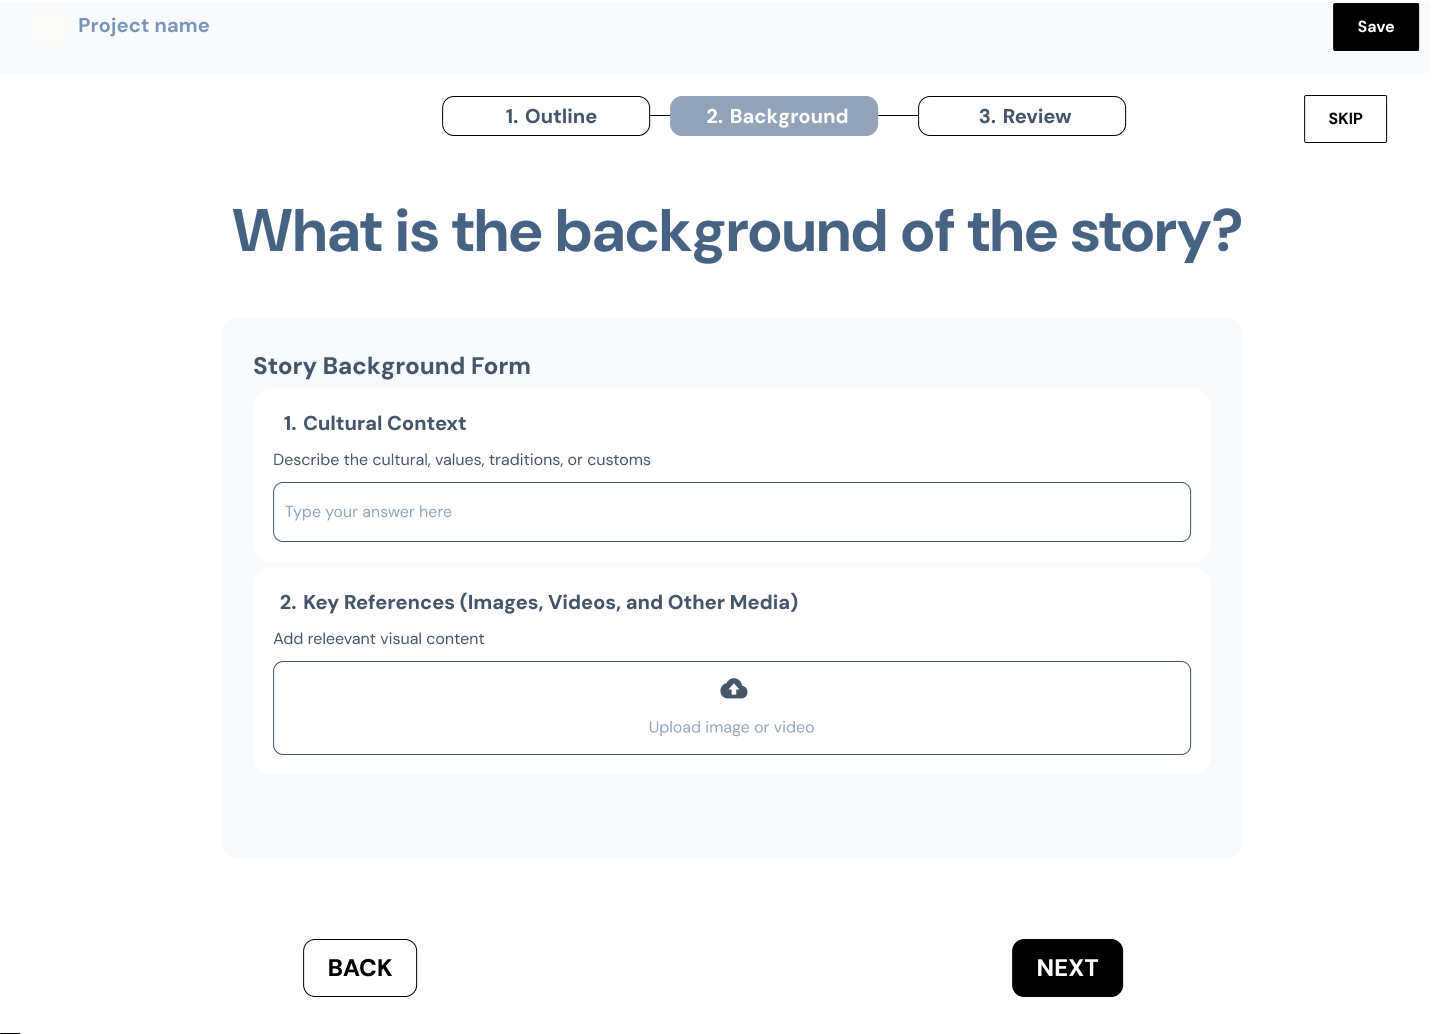 Project name
Save
1. Outline
2. Background
3. Review
SKIP
What is the background of the story?
Story Background Form
1. Cultural Context
Describe the cultural, values, traditions, or customs
Type your answer here
2. Key References (Images, Videos, and Other Media)
Add releevant visual content
Upload image or video
BACK
NEXT